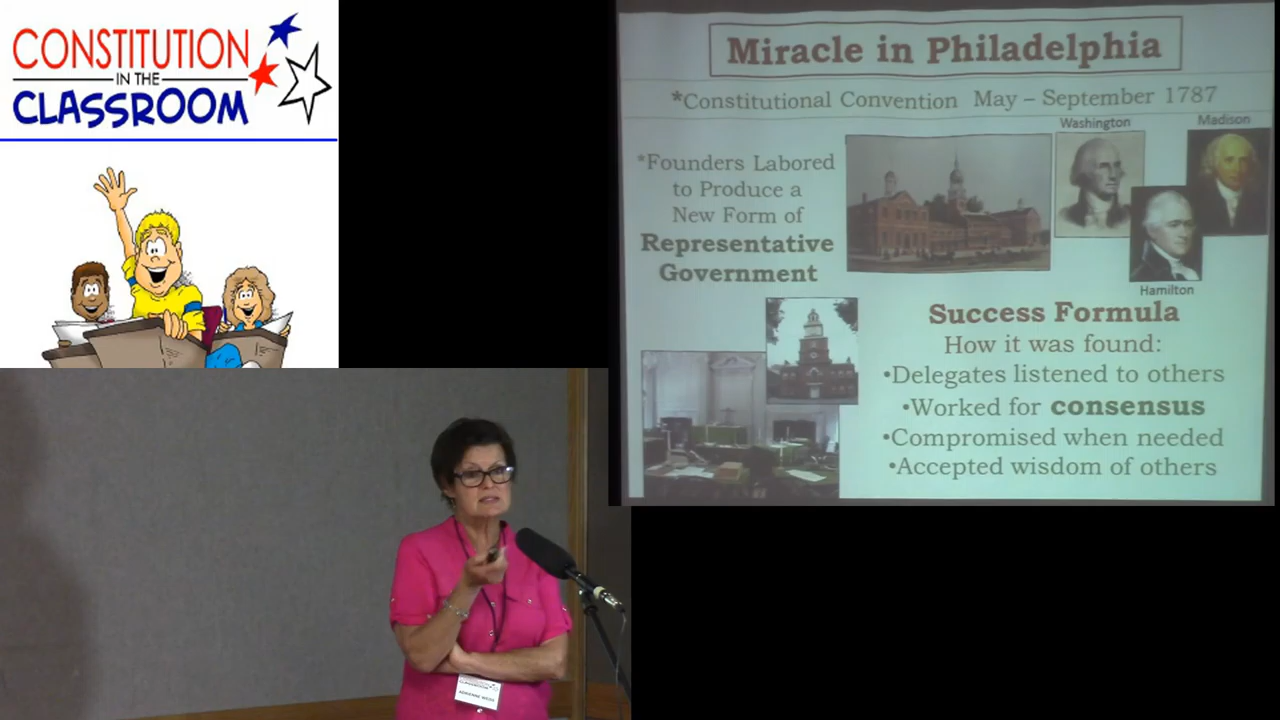 CONSTITUTION
IN THE
CLASSROOM
Miracle in Philadelphia
*Constitutional Convention May – September 1787
Washington
Madison
Hamilton
*Founders Labored
to Produce a
New Form of
Representative
Government
Success Formula
How it was found:
•Delegates listened to others
•Worked for consensus
•Compromised when needed
•Accepted wisdom of others
CLASSROOM
ADRIENNE